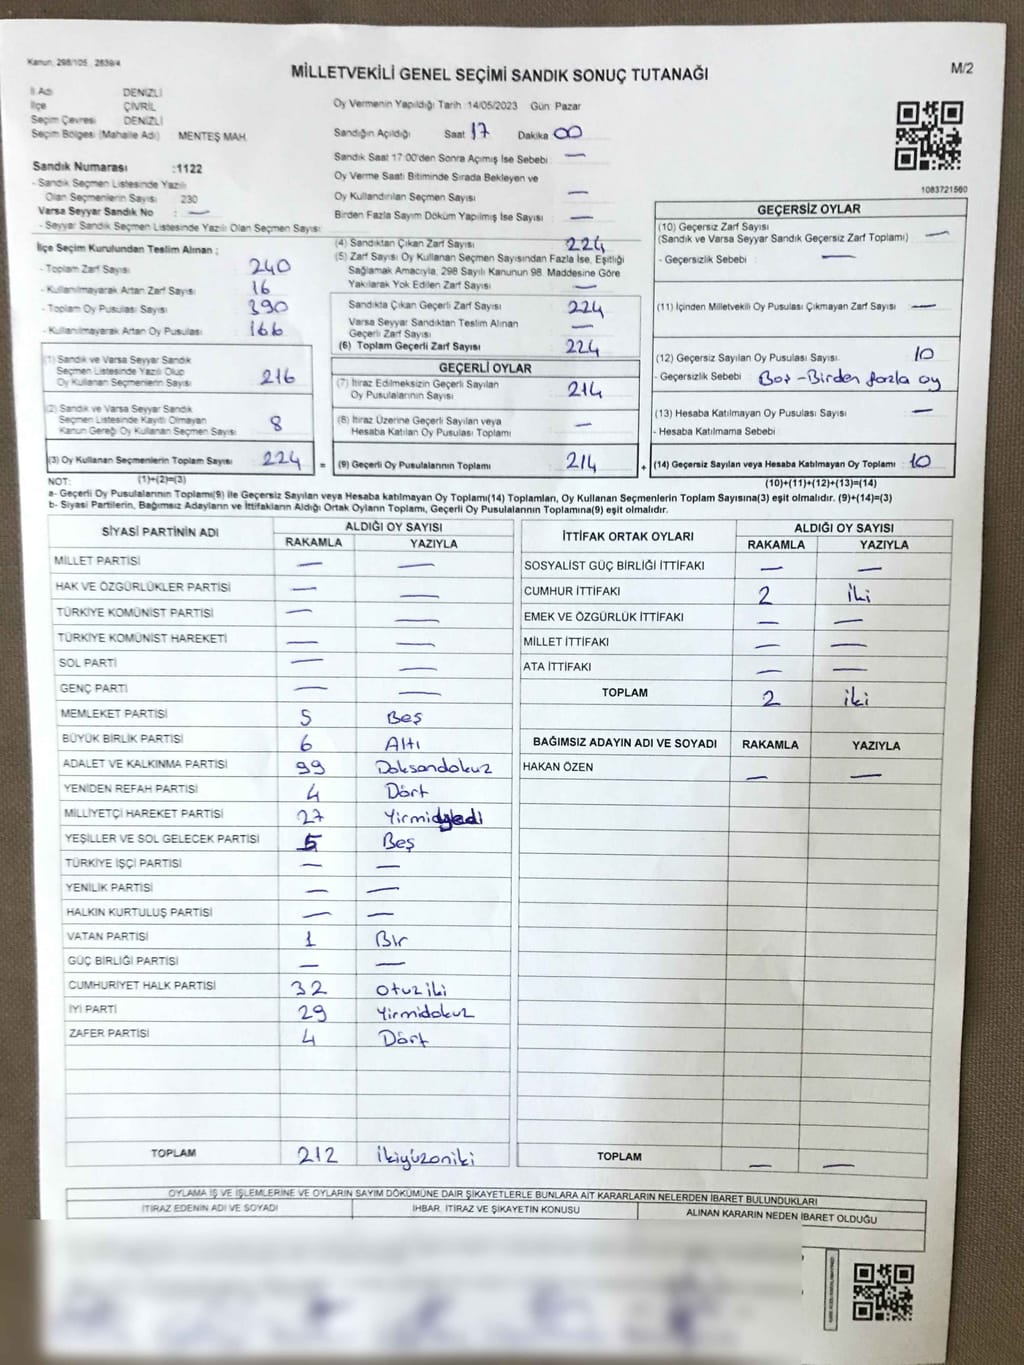 Kanun. 298/105 , 2839/4
MİLLETVEKİLİ GENEL SEÇİMİ SANDIK SONUÇ TUTANAĞI
M/2
İl Adı DENİZLİ
İlçe ÇİVRİL
Seçim Çevresi DENİZLİ
Seçim Bölgesi (Mahalle Adı) MENTEŞ MAH.
Oy Vermenin Yapıldığı Tarih 14/05/2023 Gün Pazar
Sandığın Açıldığı Saat 17 Dakika 00
Sandık Saat 17:00'den Sonra Açımış İse Sebebi —
Oy Verme Saati Bitiminde Sırada Bekleyen ve
Oy Kullandırılan Seçmen Sayısı —
Birden Fazla Sayım Döküm Yapılmış İse Sayısı —
1083721560
Sandık Numarası :1122
- Sandık Seçmen Listesinde Yazılı
Olan Seçmenlerin Sayısı 230
Varsa Seyyar Sandık No : —
- Seyyar Sandık Seçmen Listesinde Yazılı Olan Seçmen Sayısı:
İlçe Seçim Kurulundan Teslim Alınan ;
- Toplam Zarf Sayısı 240
- Kullanılmayarak Artan Zarf Sayısı 16
- Toplam Oy Pusulası Sayısı 390
- Kullanılmayarak Artan Oy Pusulası 166
(1) Sandık ve Varsa Seyyar Sandık
Seçmen Listesinde Yazılı Olup
Oy Kullanan Seçmenlerin Sayısı 216
(2) Sandık ve Varsa Seyyar Sandık
Seçmen Listesinde Kayıtlı Olmayan
Kanun Gereği Oy Kullanan Seçmen Sayısı 8
(3) Oy Kullanan Seçmenlerin Toplam Sayısı 224 =
(4) Sandıktan Çıkan Zarf Sayısı 224
(5) Zarf Sayısı Oy Kullanan Seçmen Sayısından Fazla İse, Eşitliği
Sağlamak Amacıyla, 298 Sayılı Kanunun 98. Maddesine Göre
Yakılarak Yok Edilen Zarf Sayısı —
Sandıkta Çıkan Geçerli Zarf Sayısı 224
Varsa Seyyar Sandıktan Teslim Alınan
Geçerli Zarf Sayısı —
(6) Toplam Geçerli Zarf Sayısı 224
GEÇERLİ OYLAR
(7) İtiraz Edilmeksizin Geçerli Sayılan
Oy Pusulalarının Sayısı 214
(8) İtiraz Üzerine Geçerli Sayılan veya
Hesaba Katılan Oy Pusulası Toplamı —
(9) Geçerli Oy Pusulalarının Toplamı 214 +
GEÇERSİZ OYLAR
(10) Geçersiz Zarf Sayısı
(Sandık ve Varsa Seyyar Sandık Geçersiz Zarf Toplamı) —
- Geçersizlik Sebebi : —
(11) İçinden Milletvekili Oy Pusulası Çıkmayan Zarf Sayısı : —
(12) Geçersiz Sayılan Oy Pusulası Sayısı : 10
- Geçersizlik Sebebi : Boş-Birden fazla oy
(13) Hesaba Katılmayan Oy Pusulası Sayısı : —
- Hesaba Katılmama Sebebi :
(14) Geçersiz Sayılan veya Hesaba Katılmayan Oy Toplamı : 10
NOT: (1)+(2)=(3) (10)+(11)+(12)+(13)=(14)
a- Geçerli Oy Pusulalarının Toplamı(9) ile Geçersiz Sayılan veya Hesaba katılmayan Oy Toplamı(14) Toplamları, Oy Kullanan Seçmenlerin Toplam Sayısına(3) eşit olmalıdır. (9)+(14)=(3)
b- Siyasi Partilerin, Bağımsız Adayların ve İttifakların Aldığı Ortak Oyların Toplamı, Geçerli Oy Pusulalarının Toplamına(9) eşit olmalıdır.
SİYASİ PARTİNİN ADI ALDIĞI OY SAYISI
RAKAMLA YAZIYLA
MİLLET PARTİSİ — —
HAK VE ÖZGÜRLÜKLER PARTİSİ — —
TÜRKİYE KOMÜNİST PARTİSİ — —
TÜRKİYE KOMÜNİST HAREKETİ — —
SOL PARTİ — —
GENÇ PARTİ — —
MEMLEKET PARTİSİ 5 Beş
BÜYÜK BİRLİK PARTİSİ 6 Altı
ADALET VE KALKINMA PARTİSİ 99 Doksandokuz
YENİDEN REFAH PARTİSİ 4 Dört
MİLLİYETÇİ HAREKET PARTİSİ 27 Yirmiyedi
YEŞİLLER VE SOL GELECEK PARTİSİ 5 Beş
TÜRKİYE İŞÇİ PARTİSİ — —
YENİLİK PARTİSİ — —
HALKIN KURTULUŞ PARTİSİ — —
VATAN PARTİSİ 1 Bir
GÜÇ BİRLİĞİ PARTİSİ — —
CUMHURİYET HALK PARTİSİ 32 otuziki
İYİ PARTİ 29 Yirmidokuz
ZAFER PARTİSİ 4 Dört
TOPLAM 212 İkiyüzoniki
İTTİFAK ORTAK OYLARI ALDIĞI OY SAYISI
RAKAMLA YAZIYLA
SOSYALİST GÜÇ BİRLİĞİ İTTİFAKI — —
CUMHUR İTTİFAKI 2 iki
EMEK VE ÖZGÜRLÜK İTTİFAKI — —
MİLLET İTTİFAKI — —
ATA İTTİFAKI — —
TOPLAM 2 iki
BAĞIMSIZ ADAYIN ADI VE SOYADI RAKAMLA YAZIYLA
HAKAN ÖZEN — —
TOPLAM — —
OYLAMA İŞ VE İŞLEMLERİNE VE OYLARIN SAYIM DÖKÜMÜNE DAİR ŞİKAYETLERLE BUNLARA AİT KARARLARIN NELERDEN İBARET BULUNDUKLARI
İTİRAZ EDENİN ADI VE SOYADI İHBAR, İTİRAZ VE ŞİKAYETİN KONUSU ALINAN KARARIN NEDEN İBARET OLDUĞU